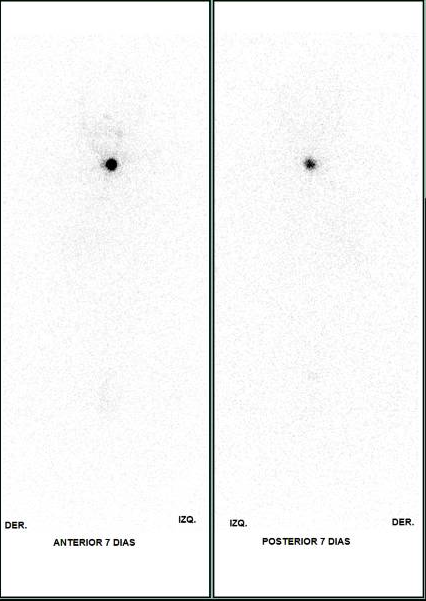 DER.
IZQ.
ANTERIOR 7 DIAS
IZQ.
DER.
POSTERIOR 7 DIAS